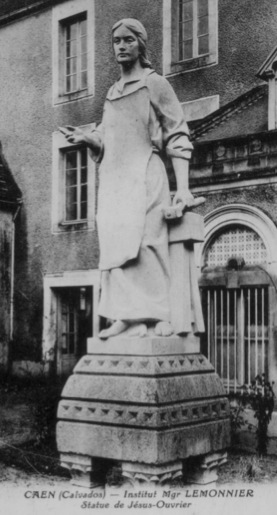 CAEN (Calvados) — Institut Mgr LEMONNIER
Statue de Jésus-Ouvrier